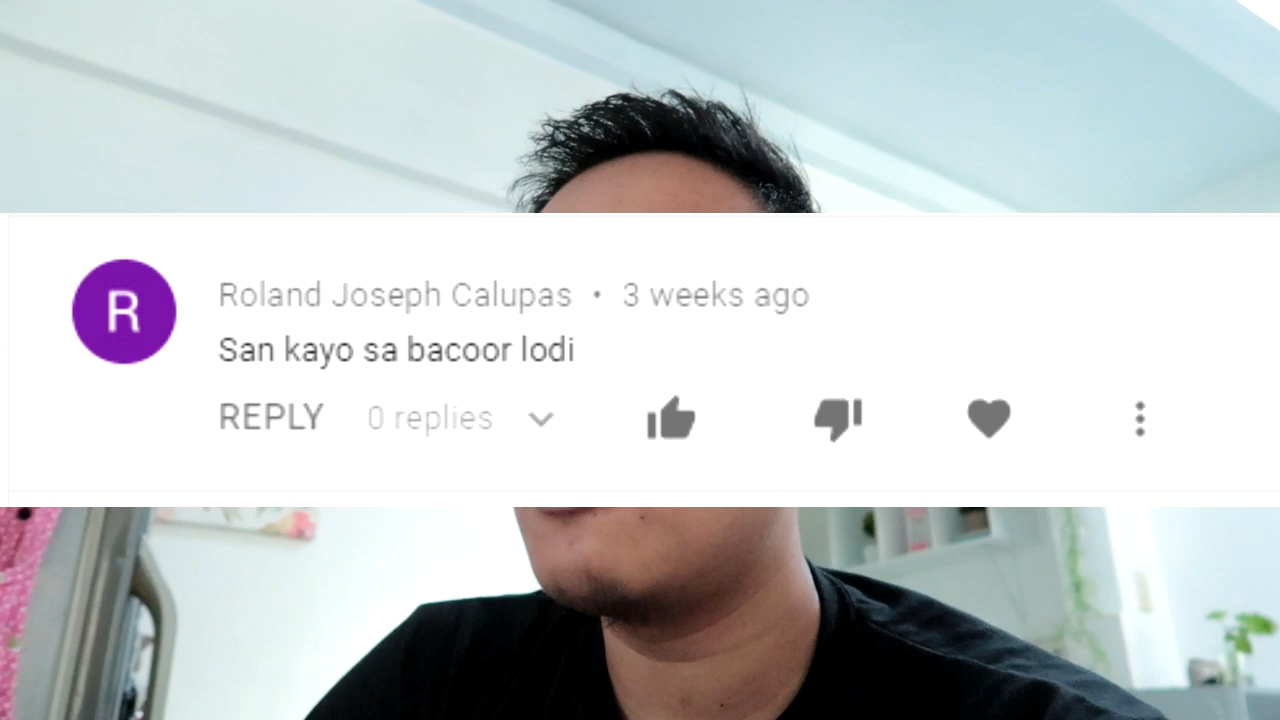 R
Roland Joseph Calupas • 3 weeks ago
San kayo sa bacoor lodi
REPLY 0 replies